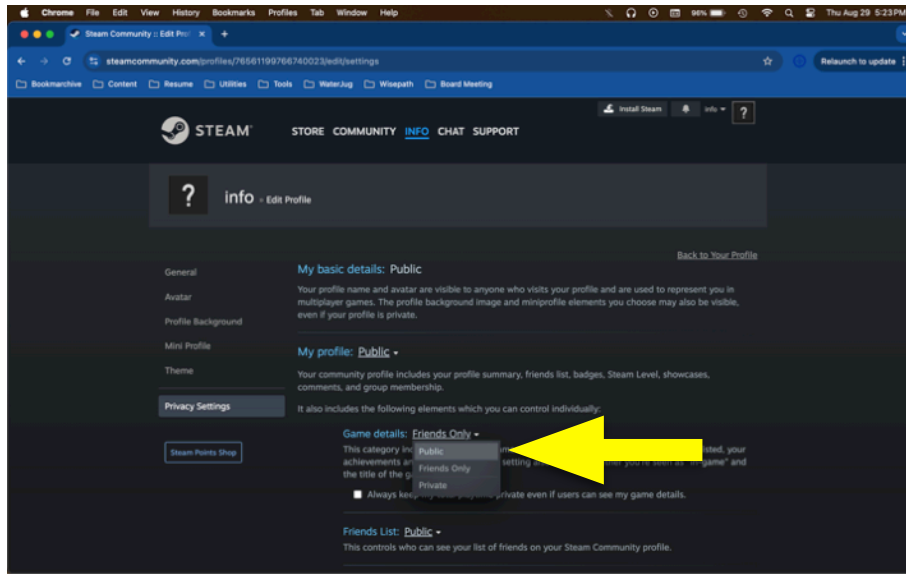 Chrome File Edit View History Bookmarks Profiles Tab Window Help 96% Thu Aug 29 5:23 PM
Steam Community :: Edit Prof
steamcommunity.com/profiles/76561199766740023/edit/settings
Relaunch to update
Bookmarchive Content Resume Utilities Tools WaterJug Wisepath Board Meeting
Install Steam info
STEAM STORE COMMUNITY INFO CHAT SUPPORT
?
? info » Edit Profile
Back to Your Profile
General
Avatar
Profile Background
Mini Profile
Theme
Privacy Settings
Steam Points Shop
My basic details: Public
Your profile name and avatar are visible to anyone who visits your profile and are used to represent you in
multiplayer games. The profile background image and miniprofile elements you choose may also be visible,
even if your profile is private.
My profile: Public
Your community profile includes your profile summary, friends list, badges, Steam Level, showcases,
comments, and group membership.
It also includes the following elements which you can control individually:
Game details: Friends Only
Public
Friends Only
Private
This category inc
sted, your
achievements an
setting a
ther you're seen as "in-game" and
the title of the g
Always kee
private even if users can see my game details.
Friends List: Public
This controls who can see your list of friends on your Steam Community profile.